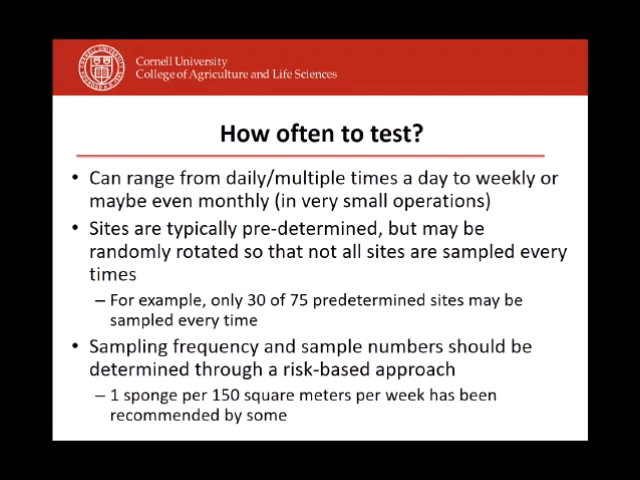 Cornell University
College of Agriculture and Life Sciences
How often to test?
• Can range from daily/multiple times a day to weekly or
maybe even monthly (in very small operations)
• Sites are typically pre-determined, but may be
randomly rotated so that not all sites are sampled every
times
– For example, only 30 of 75 predetermined sites may be
sampled every time
• Sampling frequency and sample numbers should be
determined through a risk-based approach
– 1 sponge per 150 square meters per week has been
recommended by some